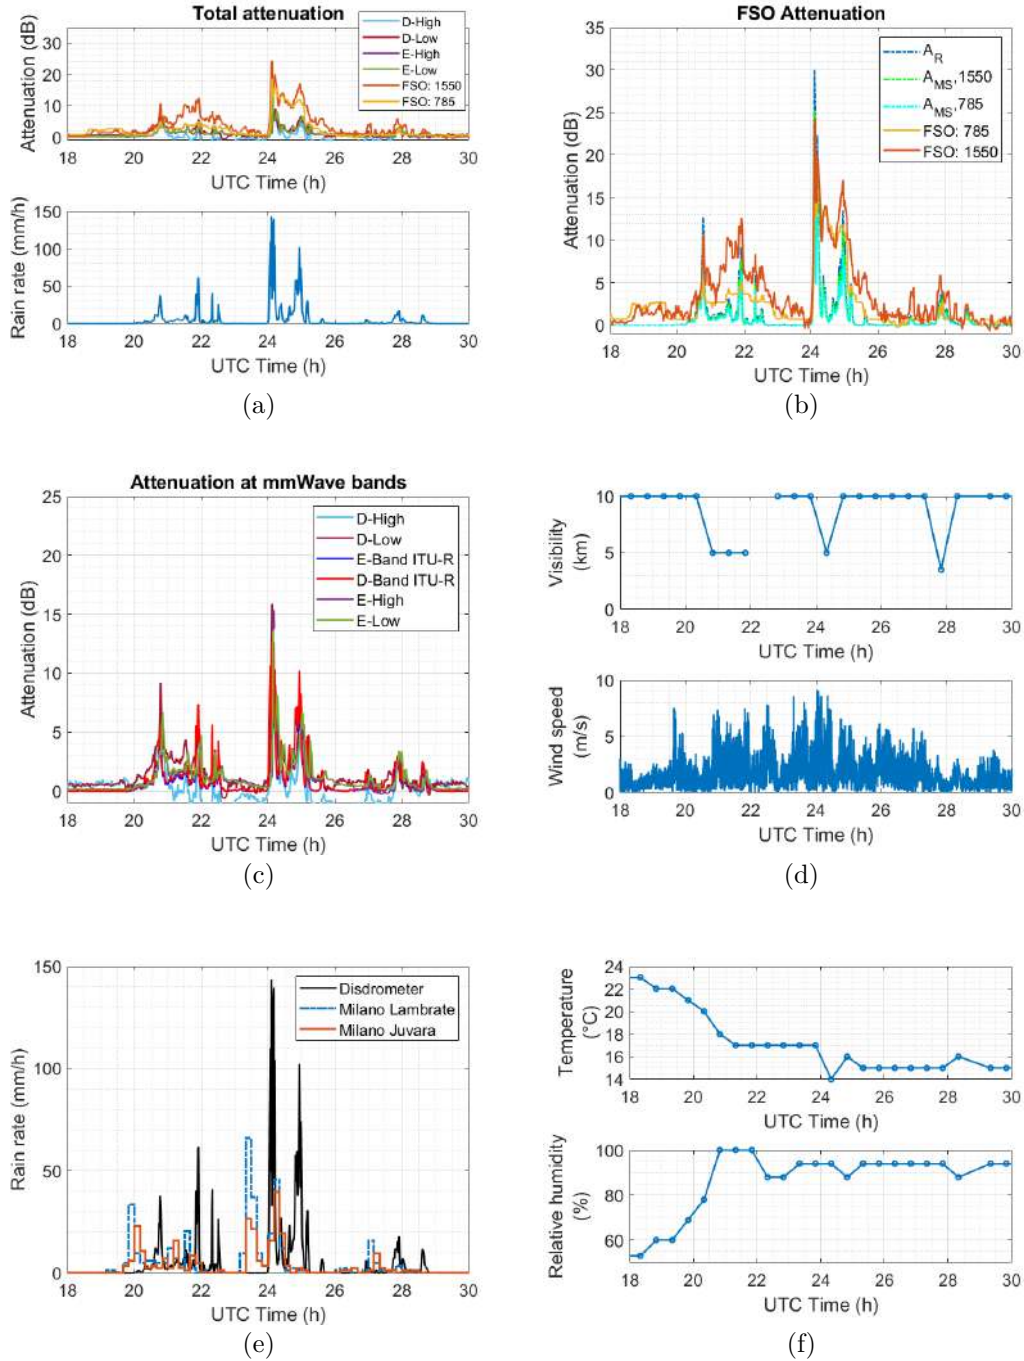 Total attenuation
Attenuation (dB)
30
20
10
0
D-High
D-Low
E-High
E-Low
FSO: 1550
FSO: 785
18 20 22 24 26 28 30
UTC Time (h)
Rain rate (mm/h)
150
100
50
0
18 20 22 24 26 28 30
UTC Time (h)
(a)
FSO Attenuation
Attenuation (dB)
35
30
25
20
15
10
5
0
A_R
A_MS,1550
A_MS,785
FSO: 785
FSO: 1550
18 20 22 24 26 28 30
UTC Time (h)
(b)
Attenuation at mmWave bands
Attenuation (dB)
25
20
15
10
5
0
D-High
D-Low
E-Band ITU-R
D-Band ITU-R
E-High
E-Low
18 20 22 24 26 28 30
UTC Time (h)
(c)
Visibility
(km)
10
5
0
18 20 22 24 26 28 30
UTC Time (h)
Wind speed
(m/s)
10
5
0
18 20 22 24 26 28 30
UTC Time (h)
(d)
Rain rate (mm/h)
150
100
50
0
Disdrometer
Milano Lambrate
Milano Juvara
18 20 22 24 26 28 30
UTC Time (h)
(e)
Temperature
(°C)
24
22
20
18
16
14
18 20 22 24 26 28 30
UTC Time (h)
Relative humidity
(%)
100
80
60
18 20 22 24 26 28 30
UTC Time (h)
(f)